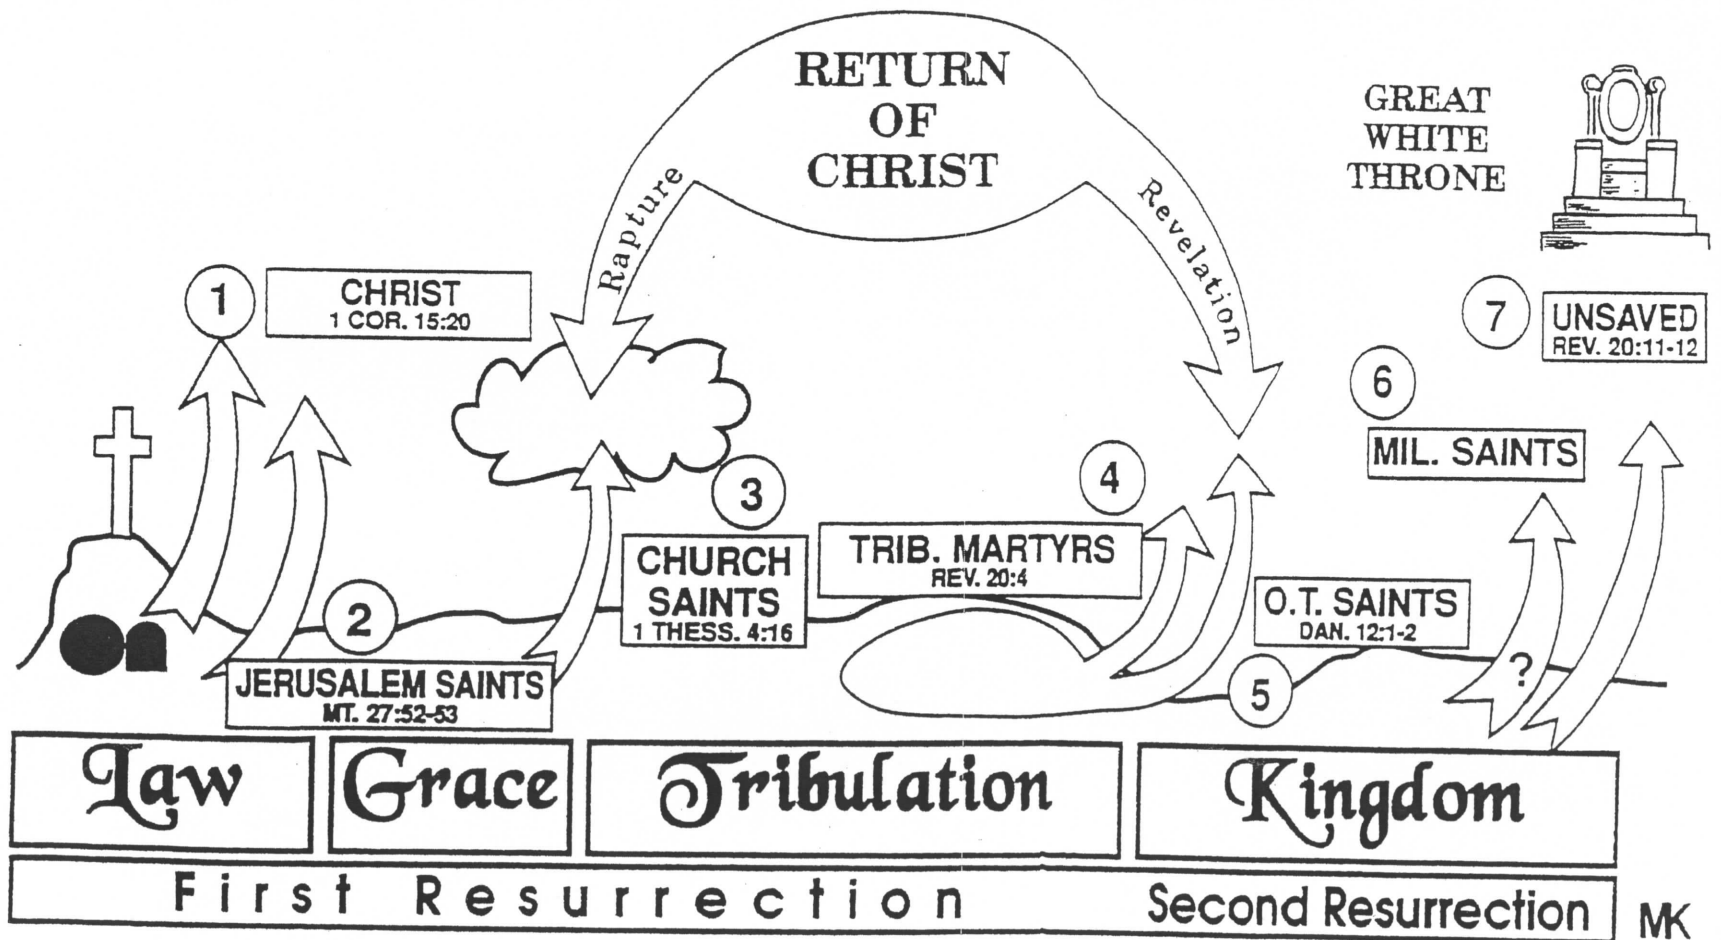 RETURN
OF
CHRIST
Rapture
Revelation
GREAT
WHITE
THRONE
1
CHRIST
1 COR. 15:20
2
JERUSALEM SAINTS
MT. 27:52-53
3
CHURCH
SAINTS
1 THESS. 4:16
4
TRIB. MARTYRS
REV. 20:4
5
O.T. SAINTS
DAN. 12:1-2
6
MIL. SAINTS
?
7
UNSAVED
REV. 20:11-12
Law
Grace
Tribulation
Kingdom
First Resurrection
Second Resurrection
MK